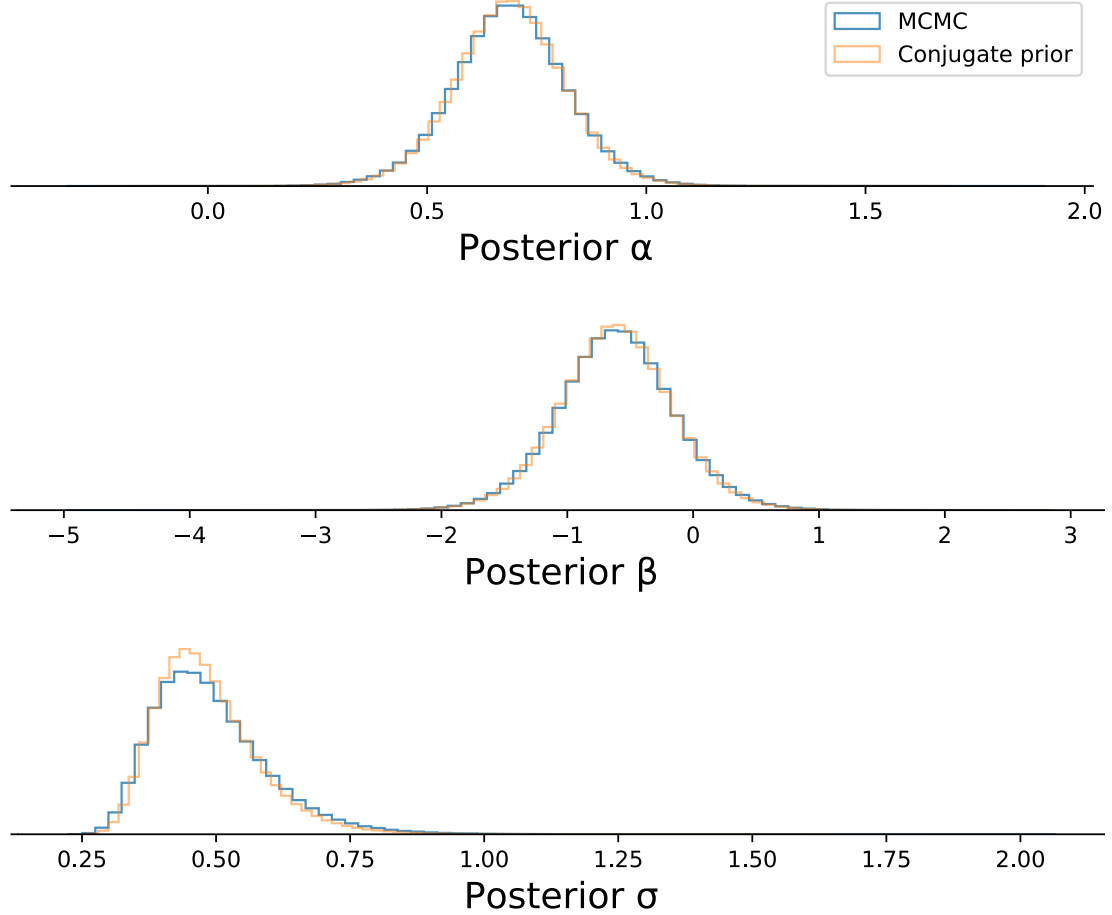 MCMC
Conjugate prior
0.0 0.5 1.0 1.5 2.0
Posterior α
−5 −4 −3 −2 −1 0 1 2 3
Posterior β
0.25 0.50 0.75 1.00 1.25 1.50 1.75 2.00
Posterior σ